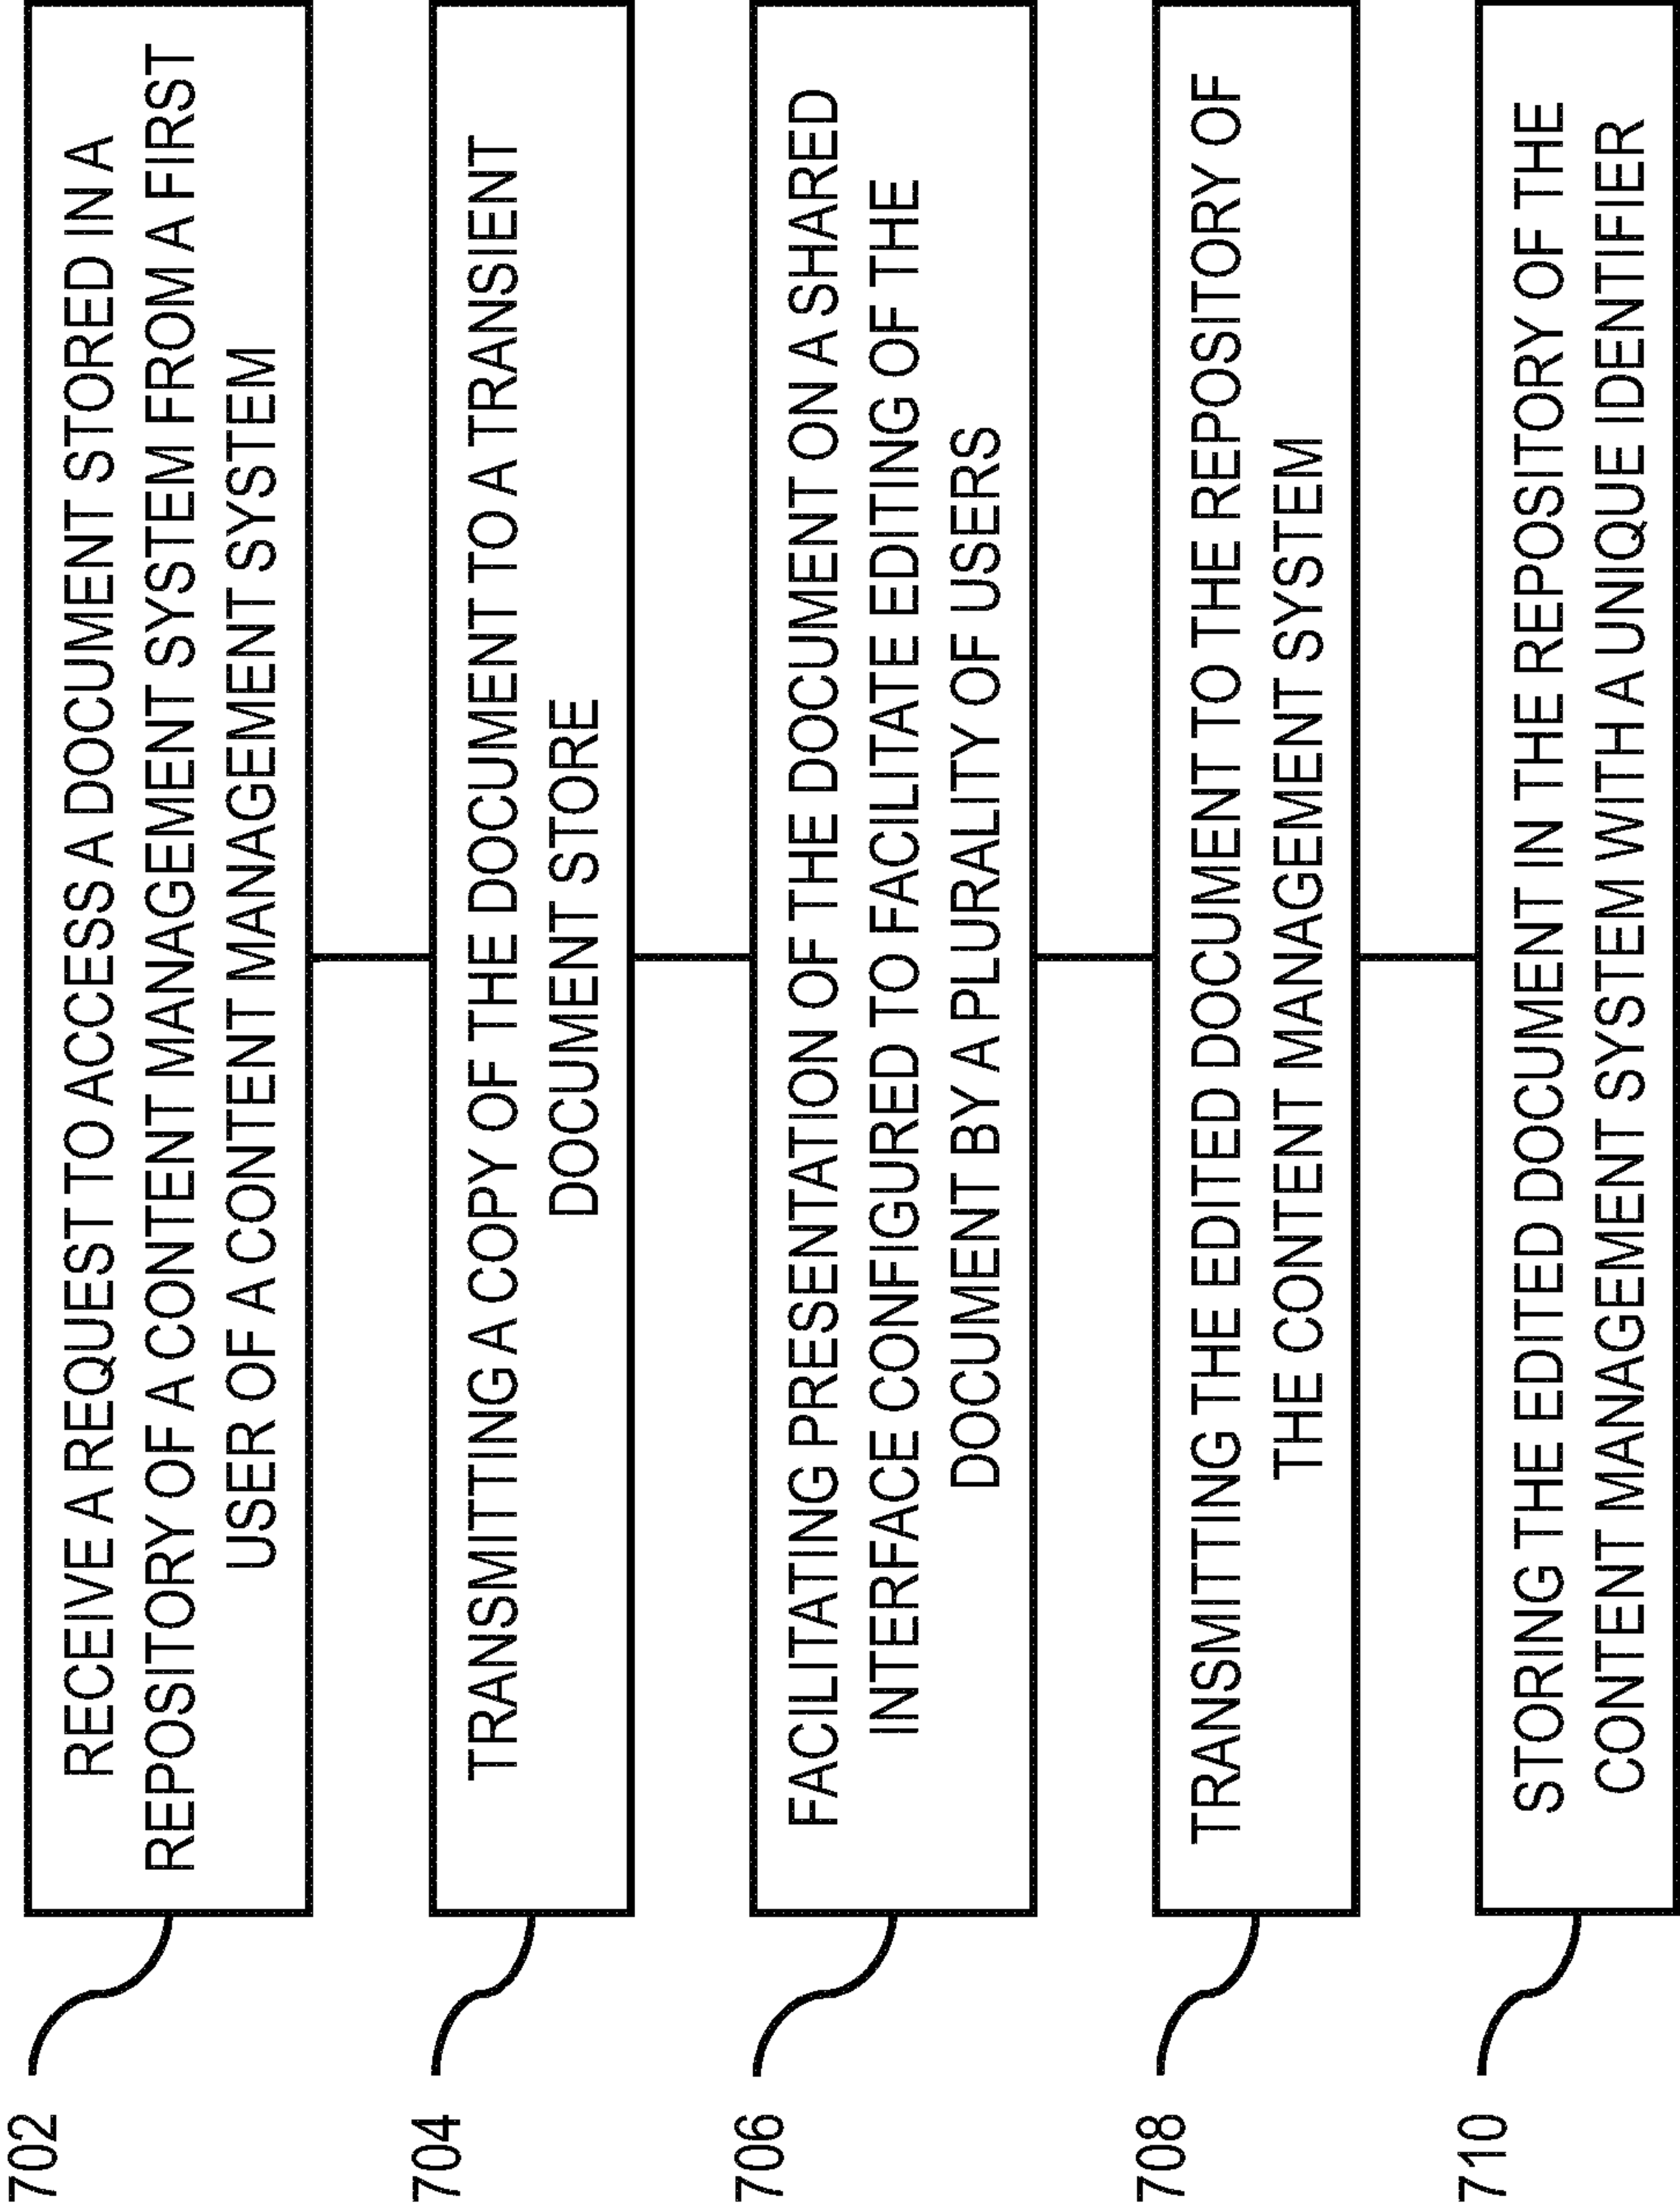 702
RECEIVE A REQUEST TO ACCESS A DOCUMENT STORED IN A
REPOSITORY OF A CONTENT MANAGEMENT SYSTEM FROM A FIRST
USER OF A CONTENT MANAGEMENT SYSTEM
704
TRANSMITTING A COPY OF THE DOCUMENT TO A TRANSIENT
DOCUMENT STORE
706
FACILITATING PRESENTATION OF THE DOCUMENT ON A SHARED
INTERFACE CONFIGURED TO FACILITATE EDITING OF THE
DOCUMENT BY A PLURALITY OF USERS
708
TRANSMITTING THE EDITED DOCUMENT TO THE REPOSITORY OF
THE CONTENT MANAGEMENT SYSTEM
710
STORING THE EDITED DOCUMENT IN THE REPOSITORY OF THE
CONTENT MANAGEMENT SYSTEM WITH A UNIQUE IDENTIFIER